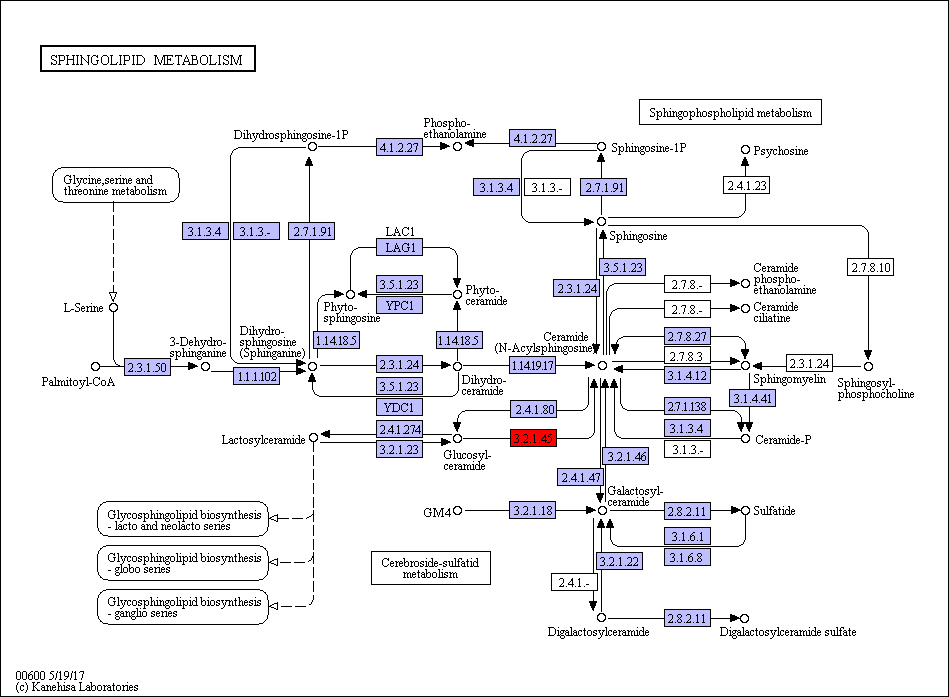 SPHINGOLIPID METABOLISM
Sphingophospholipid metabolism
Dihydrosphingosine-1P
4.1.2.27
Phospho-
ethanolamine
4.1.2.27
Sphingosine-1P
Psychosine
Glycine,serine and
threonine metabolism
3.1.3.4
3.1.3.-
2.7.1.91
2.4.1.23
3.1.3.4
3.1.3.-
2.7.1.91
LAC1
LAG1
Sphingosine
3.5.1.23
2.7.8.10
2.3.1.24
3.5.1.23
YPC1
Phyto-
sphingosine
Phyto-
ceramide
2.7.8.-
Ceramide
phospho-
ethanolamine
L-Serine
2.7.8.-
Ceramide
ciliatine
3-Dehydro-
sphinganine
Dihydro-
sphingosine
(Sphinganine)
1.14.18.5
1.14.18.5
Ceramide
(N-Acylsphingosine)
2.7.8.27
2.7.8.3
3.1.4.12
Palmitoyl-CoA
2.3.1.50
1.1.1.102
2.3.1.24
3.5.1.23
YDC1
Dihydro-
ceramide
1.14.19.17
Sphingomyelin
2.3.1.24
Sphingosyl-
phosphocholine
3.1.4.41
2.4.1.80
2.7.1.138
3.1.3.4
3.1.3.-
Ceramide-P
Lactosylceramide
2.4.1.274
3.2.1.23
Glucosyl-
ceramide
3.2.1.45
3.2.1.46
2.4.1.47
Galactosyl-
ceramide
Glycosphingolipid biosynthesis
- lacto and neolacto series
GM4
3.2.1.18
2.8.2.11
Sulfatide
3.1.6.1
3.1.6.8
Glycosphingolipid biosynthesis
- globo series
Cerebroside-sulfatid
metabolism
3.2.1.22
2.4.1.-
Glycosphingolipid biosynthesis
- ganglio series
2.8.2.11
Digalactosylceramide
Digalactosylceramide sulfate
00600 5/19/17
(c) Kanehisa Laboratories